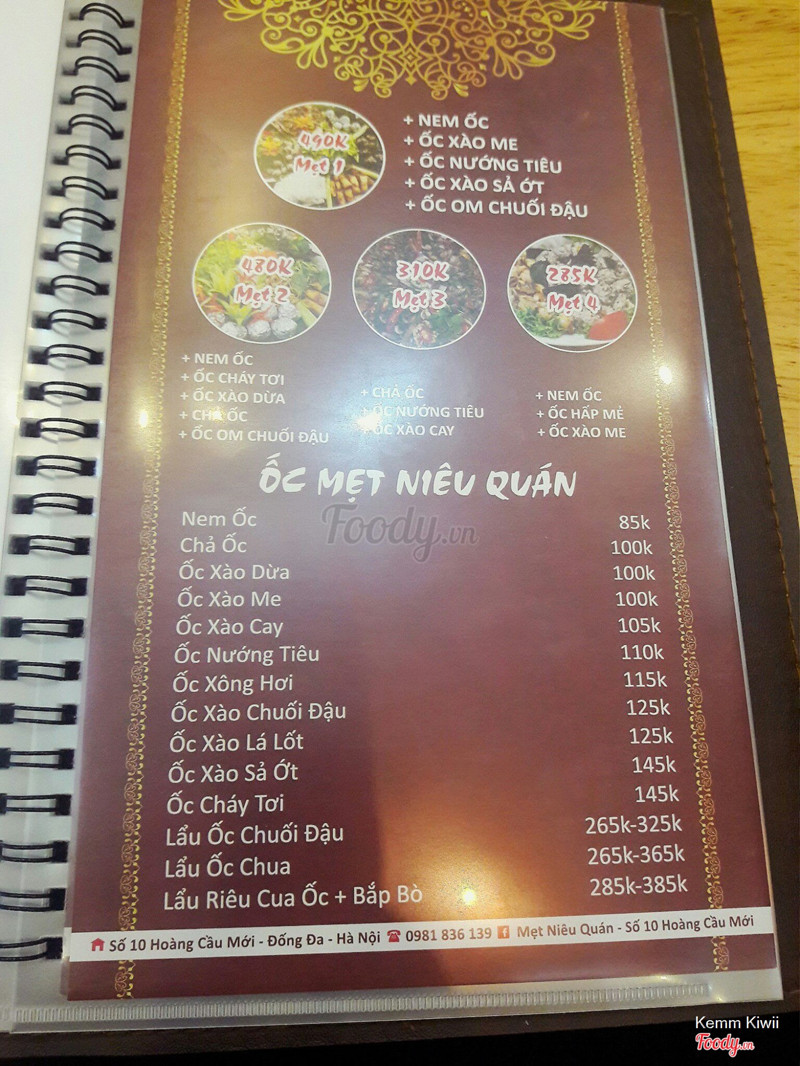 490K
Mẹt 1
+ NEM ỐC
+ ỐC XÀO ME
+ ỐC NƯỚNG TIÊU
+ ỐC XÀO SẢ ỚT
+ ỐC OM CHUỐI ĐẬU
480K
Mẹt 2
310K
Mẹt 3
285K
Mẹt 4
+ NEM ỐC
+ ỐC CHÁY TỎI
+ ỐC XÀO DỪA
+ CHẢ ỐC
+ ỐC OM CHUỐI ĐẬU
+ CHẢ ỐC
+ ỐC NƯỚNG TIÊU
+ ỐC XÀO CAY
+ NEM ỐC
+ ỐC HẤP MẺ
+ ỐC XÀO ME
ỐC MẸT NIÊU QUÁN
Foody.vn
Nem Ốc 85k
Chả Ốc 100k
Ốc Xào Dừa 100k
Ốc Xào Me 100k
Ốc Xào Cay 105k
Ốc Nướng Tiêu 110k
Ốc Xông Hơi 115k
Ốc Xào Chuối Đậu 125k
Ốc Xào Lá Lốt 125k
Ốc Xào Sả Ớt 145k
Ốc Cháy Tỏi 145k
Lẩu Ốc Chuối Đậu 265k-325k
Lẩu Ốc Chua 265k-365k
Lẩu Riêu Cua Ốc + Bắp Bò 285k-385k
Số 10 Hoàng Cầu Mới - Đống Đa - Hà Nội 0981 836 139 Mẹt Niêu Quán - Số 10 Hoàng Cầu Mới
Kemm Kiwii
Foody.vn